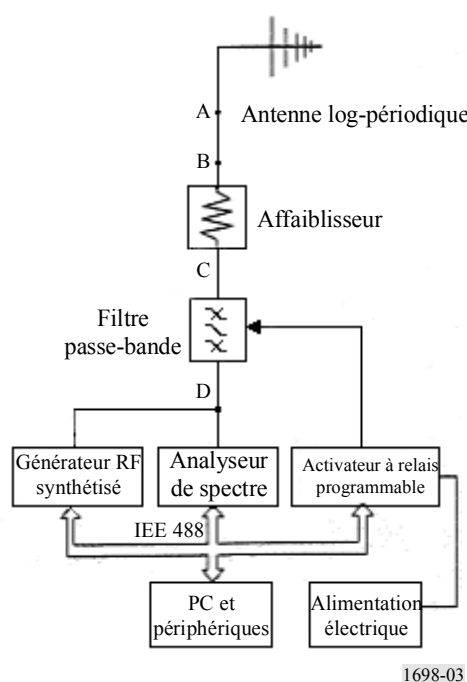 A
Antenne log-périodique
B
Affaiblisseur
C
Filtre
passe-bande
D
Générateur RF
synthétisé
Analyseur
de spectre
Activateur à relais
programmable
IEE 488
PC et
périphériques
Alimentation
électrique
1698-03